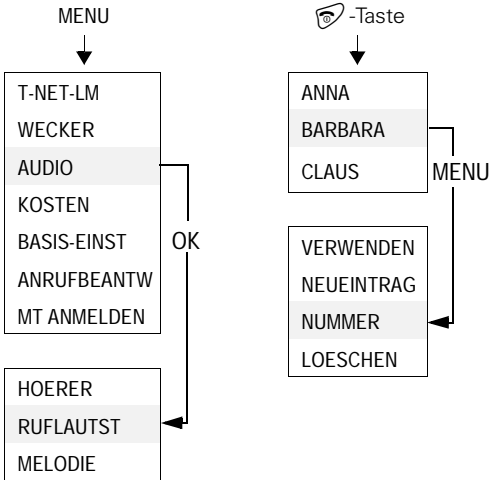 MENU
T-NET-LM
WECKER
AUDIO
KOSTEN
BASIS-EINST
ANRUFBEANTW
MT ANMELDEN
OK
HOERER
RUFLAUTST
MELODIE
-Taste
ANNA
BARBARA
CLAUS
MENU
VERWENDEN
NEUEINTRAG
NUMMER
LOESCHEN